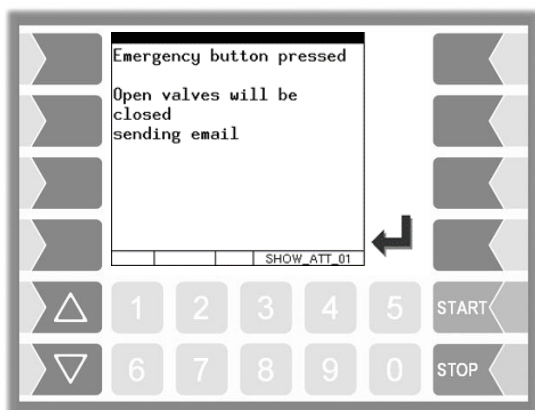 Emergency button pressed
Open valves will be
closed
sending email
SHOW_ATT_01
1 2 3 4 5 START
6 7 8 9 0 STOP